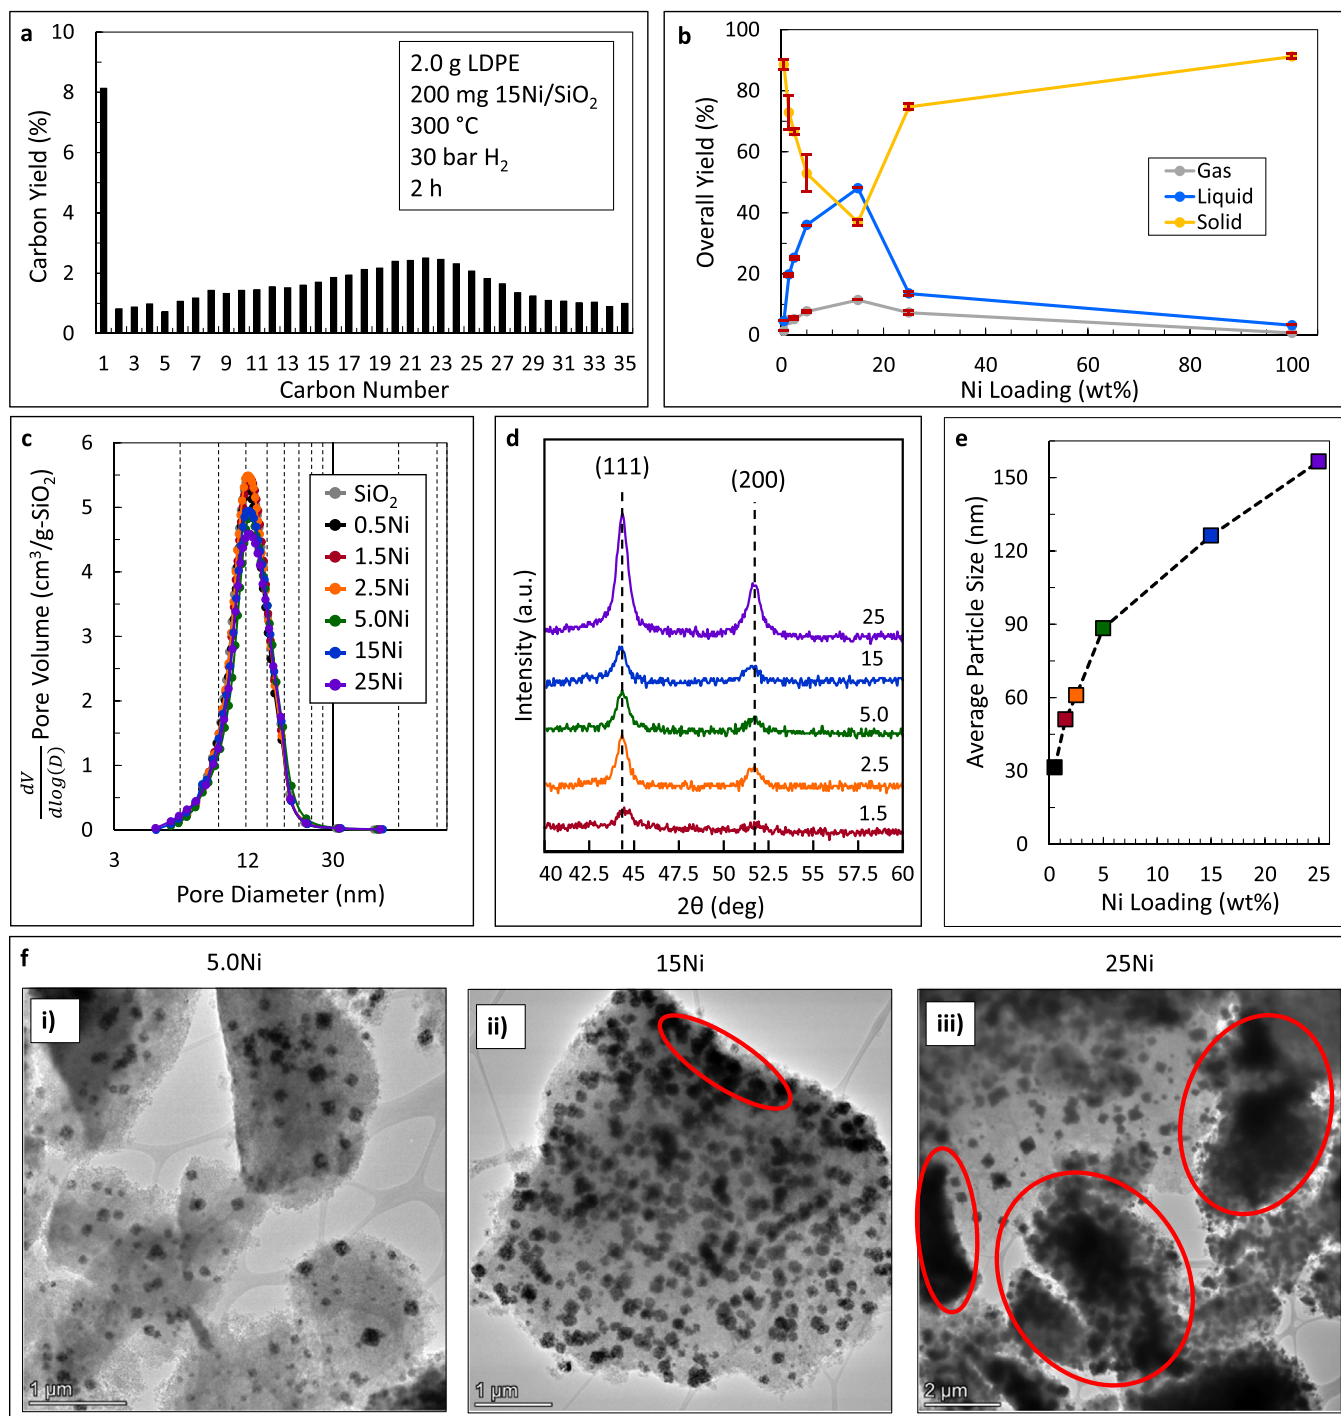 a
10
8
6
4
2
0
Carbon Yield (%)
2.0 g LDPE
200 mg 15Ni/SiO₂
300 °C
30 bar H₂
2 h
1 3 5 7 9 11 13 15 17 19 21 23 25 27 29 31 33 35
Carbon Number
b
100
80
60
40
20
0
Overall Yield (%)
Gas
Liquid
Solid
0 20 40 60 80 100
Ni Loading (wt%)
c
6
5
4
3
2
1
0
dV/dlog(D) Pore Volume (cm³/g-SiO₂)
SiO₂
0.5Ni
1.5Ni
2.5Ni
5.0Ni
15Ni
25Ni
3 12 30
Pore Diameter (nm)
d
(111)
(200)
Intensity (a.u.)
25
15
5.0
2.5
1.5
40 42.5 45 47.5 50 52.5 55 57.5 60
2θ (deg)
e
150
120
90
60
30
0
Average Particle Size (nm)
0 5 10 15 20 25
Ni Loading (wt%)
f
5.0Ni
15Ni
25Ni
i)
ii)
iii)
1 µm
1 µm
2 µm